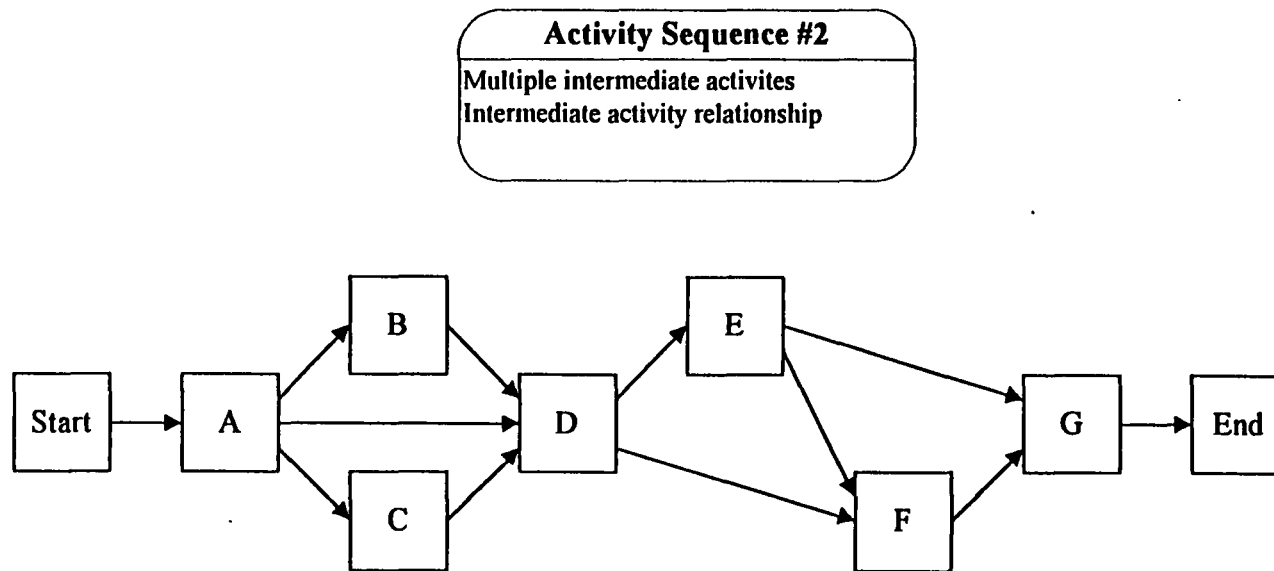 Activity Sequence #2
Multiple intermediate activites
Intermediate activity relationship
B
E
Start
A
D
G
End
C
F